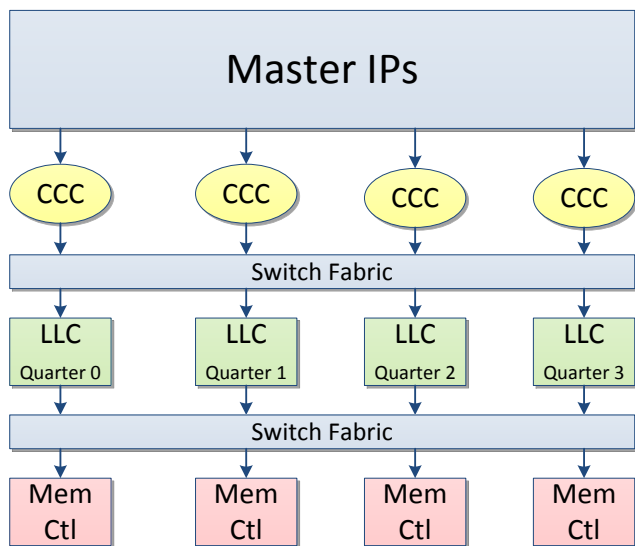 Master IPs
CCC CCC CCC CCC
Switch Fabric
LLC LLC LLC LLC
Quarter 0 Quarter 1 Quarter 2 Quarter 3
Switch Fabric
Mem Mem Mem Mem
Ctl Ctl Ctl Ctl